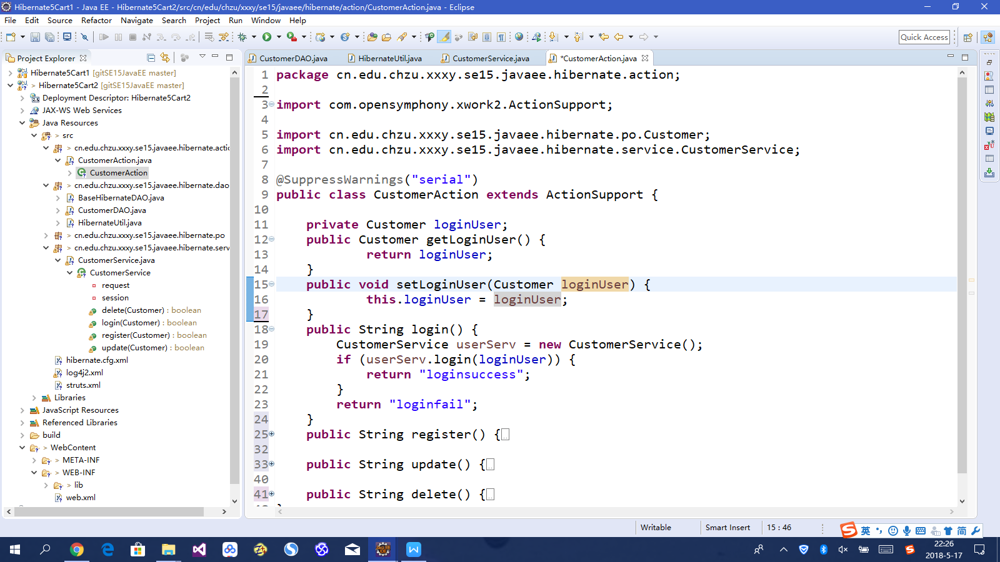 Hibernate5Cart1 - Java EE - Hibernate5Cart2/src/cn/edu/chzu/xxxy/se15/javaee/hibernate/action/CustomerAction.java - Eclipse
File Edit Source Refactor Navigate Search Project Run Window Help
Quick Access
Project Explorer
Hibernate5Cart1 [gitSE15JavaEE master]
> Hibernate5Cart2 [gitSE15JavaEE master]
Deployment Descriptor: Hibernate5Cart2
JAX-WS Web Services
Java Resources
> src
> cn.edu.chzu.xxxy.se15.javaee.hibernate.actic
CustomerAction.java
CustomerAction
> cn.edu.chzu.xxxy.se15.javaee.hibernate.dao
BaseHibernateDAO.java
CustomerDAO.java
HibernateUtil.java
> cn.edu.chzu.xxxy.se15.javaee.hibernate.po
> cn.edu.chzu.xxxy.se15.javaee.hibernate.serv
CustomerService.java
CustomerService
request
session
delete(Customer) : boolean
login(Customer) : boolean
register(Customer) : boolean
update(Customer) : boolean
hibernate.cfg.xml
log4j2.xml
struts.xml
Libraries
JavaScript Resources
Referenced Libraries
build
> WebContent
> META-INF
> WEB-INF
> lib
web.xml
CustomerDAO.java HibernateUtil.java CustomerService.java *CustomerAction.java
1 package cn.edu.chzu.xxxy.se15.javaee.hibernate.action;
2
3 import com.opensymphony.xwork2.ActionSupport;
4
5 import cn.edu.chzu.xxxy.se15.javaee.hibernate.po.Customer;
6 import cn.edu.chzu.xxxy.se15.javaee.hibernate.service.CustomerService;
7
8 @SuppressWarnings("serial")
9 public class CustomerAction extends ActionSupport {
10
11 private Customer loginUser;
12 public Customer getLoginUser() {
13 return loginUser;
14 }
15 public void setLoginUser(Customer loginUser) {
16 this.loginUser = loginUser;
17 }
18 public String login() {
19 CustomerService userServ = new CustomerService();
20 if (userServ.login(loginUser)) {
21 return "loginsuccess";
22 }
23 return "loginfail";
24 }
25 public String register() {
32
33 public String update() {
40
41 public String delete() {
Writable Smart Insert 15 : 46
英 简
22:26
2018-5-17